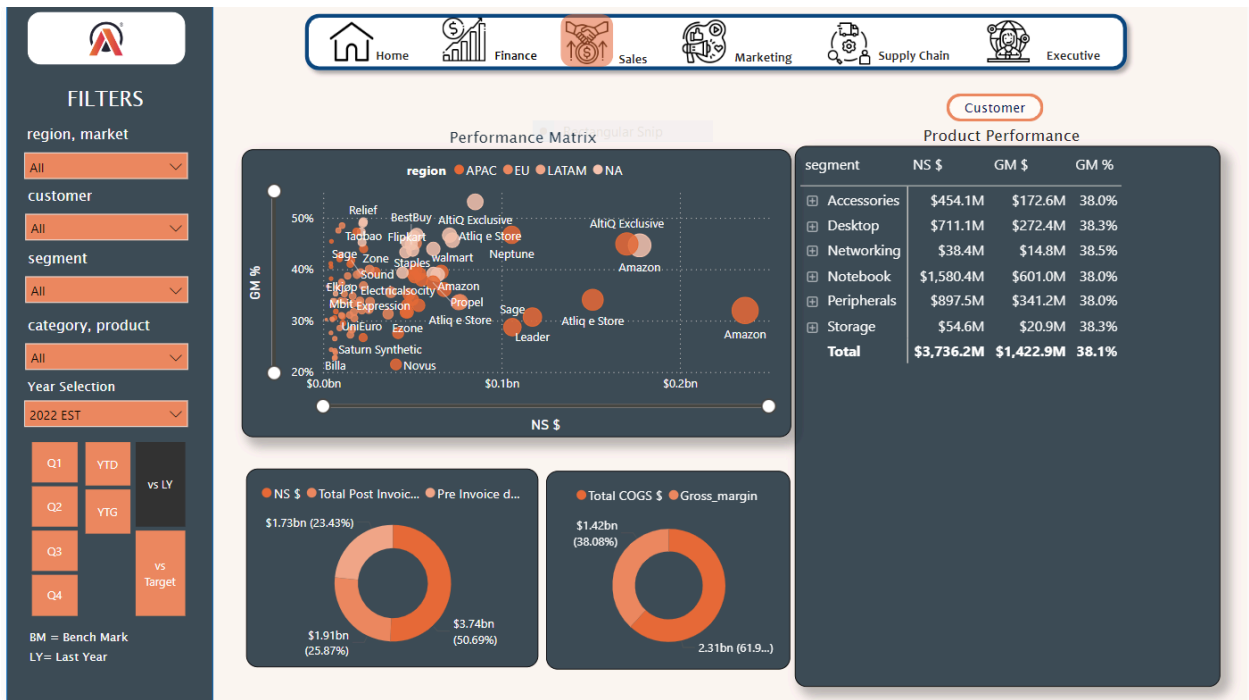 Home
Finance
Sales
Marketing
Supply Chain
Executive
FILTERS
region, market
All
customer
All
segment
All
category, product
All
Year Selection
2022 EST
Q1
YTD
vs LY
Q2
YTG
Q3
vs
Target
Q4
BM = Bench Mark
LY= Last Year
Rectangular Snip
Performance Matrix
region APAC EU LATAM NA
GM %
50%
40%
30%
20%
Relief
BestBuy
AltiQ Exclusive
AltiQ Exclusive
Taobao
Flipkart
Atliq e Store
Sage
Zone
Staples
walmart
Neptune
Amazon
Sound
Elkjøp
Electricalsocity
Amazon
Mbit
Expression
Propel
Sage
UniEuro
Ezone
Atliq e Store
Leader
Atliq e Store
Amazon
Saturn
Synthetic
Billa
Novus
$0.0bn
$0.1bn
$0.2bn
NS $
NS $ Total Post Invoic... Pre Invoice d...
$1.73bn (23.43%)
$1.91bn
(25.87%)
$3.74bn
(50.69%)
Total COGS $ Gross_margin
$1.42bn
(38.08%)
2.31bn (61.9...)
Customer
Product Performance
segment NS $ GM $ GM %
Accessories $454.1M $172.6M 38.0%
Desktop $711.1M $272.4M 38.3%
Networking $38.4M $14.8M 38.5%
Notebook $1,580.4M $601.0M 38.0%
Peripherals $897.5M $341.2M 38.0%
Storage $54.6M $20.9M 38.3%
Total $3,736.2M $1,422.9M 38.1%